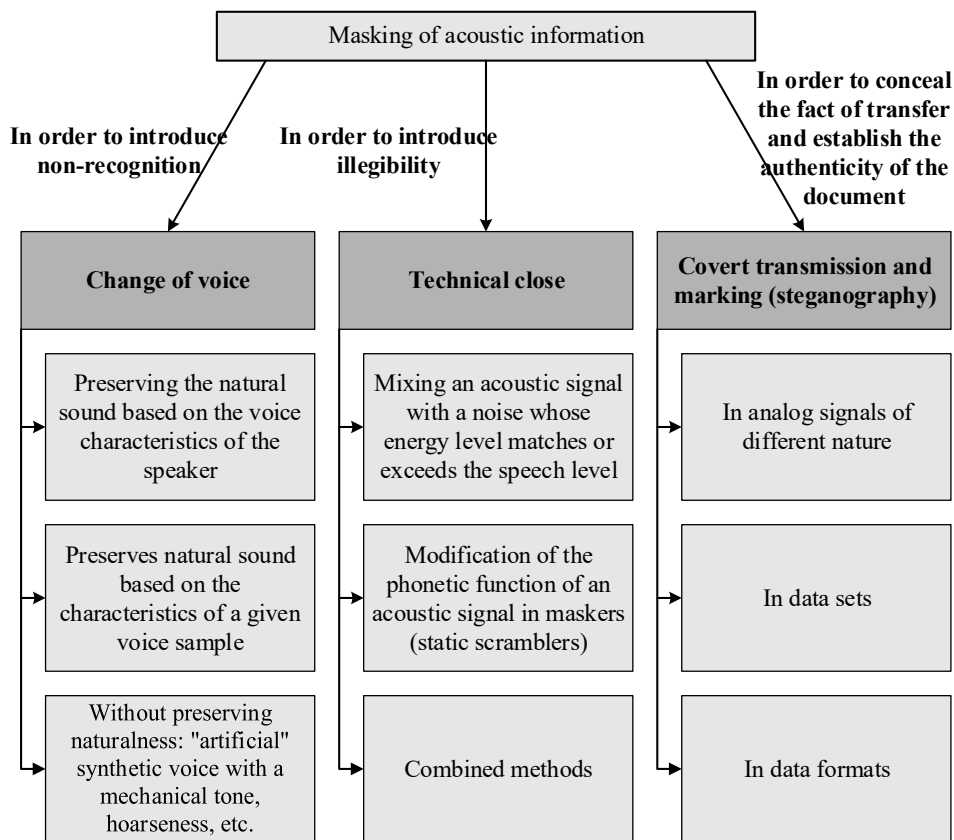 Masking of acoustic information
In order to introduce
non-recognition
In order to introduce
illegibility
In order to conceal
the fact of transfer
and establish the
authenticity of the
document
Change of voice
Technical close
Covert transmission and
marking (steganography)
Preserving the natural
sound based on the voice
characteristics of the
speaker
Mixing an acoustic signal
with a noise whose
energy level matches or
exceeds the speech level
In analog signals of
different nature
Preserves natural sound
based on the
characteristics of a given
voice sample
Modification of the
phonetic function of an
acoustic signal in maskers
(static scramblers)
In data sets
Without preserving
naturalness: "artificial"
synthetic voice with a
mechanical tone,
hoarseness, etc.
Combined methods
In data formats